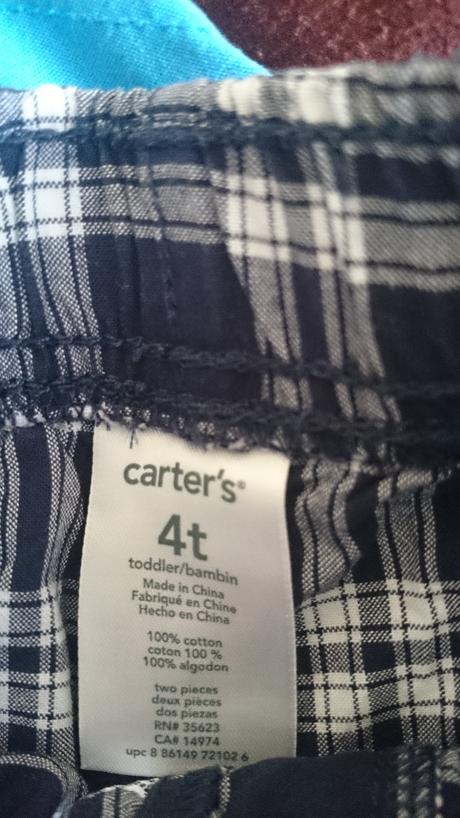 carter's®
4t
toddler/bambin
Made in China
Fabriqué en Chine
Hecho en China
100% cotton
coton 100 %
100% algodon
two pieces
deux pièces
dos piezas
RN# 35623
CA# 14974
upc 8 86149 72102 6